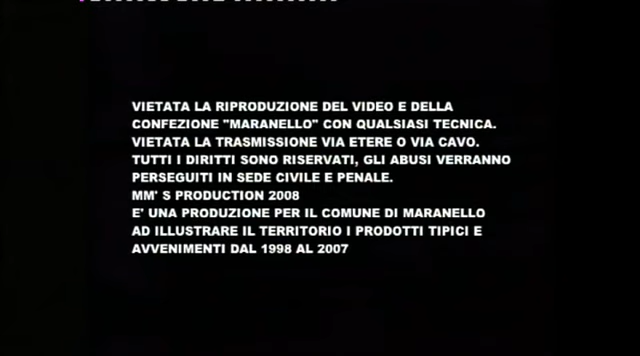 VIETATA LA RIPRODUZIONE DEL VIDEO E DELLA
CONFEZIONE "MARANELLO" CON QUALSIASI TECNICA.
VIETATA LA TRASMISSIONE VIA ETERE O VIA CAVO.
TUTTI I DIRITTI SONO RISERVATI, GLI ABUSI VERRANNO
PERSEGUITI IN SEDE CIVILE E PENALE.
MM' S PRODUCTION 2008
E' UNA PRODUZIONE PER IL COMUNE DI MARANELLO
AD ILLUSTRARE IL TERRITORIO I PRODOTTI TIPICI E
AVVENIMENTI DAL 1998 AL 2007